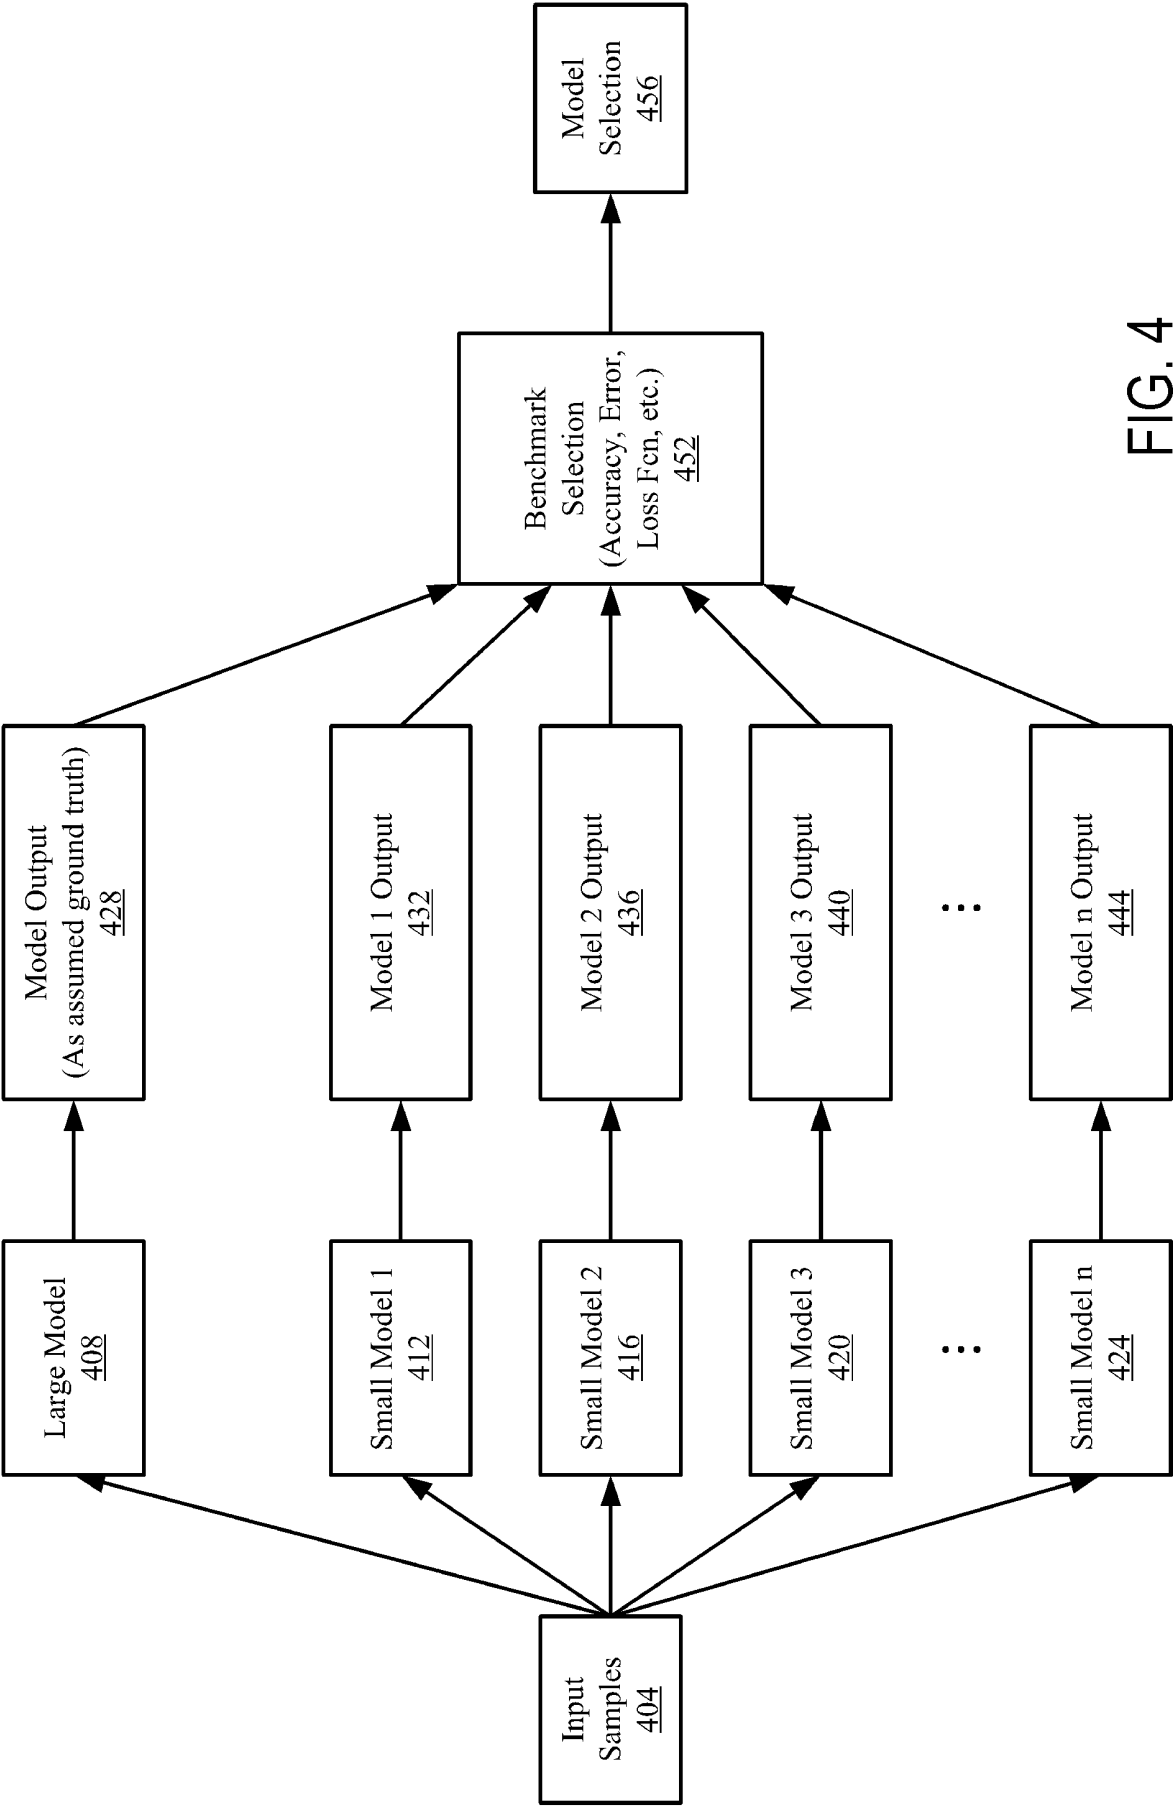 Input
Samples
404
Large Model
408
Small Model 1
412
Small Model 2
416
Small Model 3
420
...
Small Model n
424
Model Output
(As assumed ground truth)
428
Model 1 Output
432
Model 2 Output
436
Model 3 Output
440
...
Model n Output
444
Benchmark
Selection
(Accuracy, Error,
Loss Fcn, etc.)
452
Model
Selection
456
FIG. 4